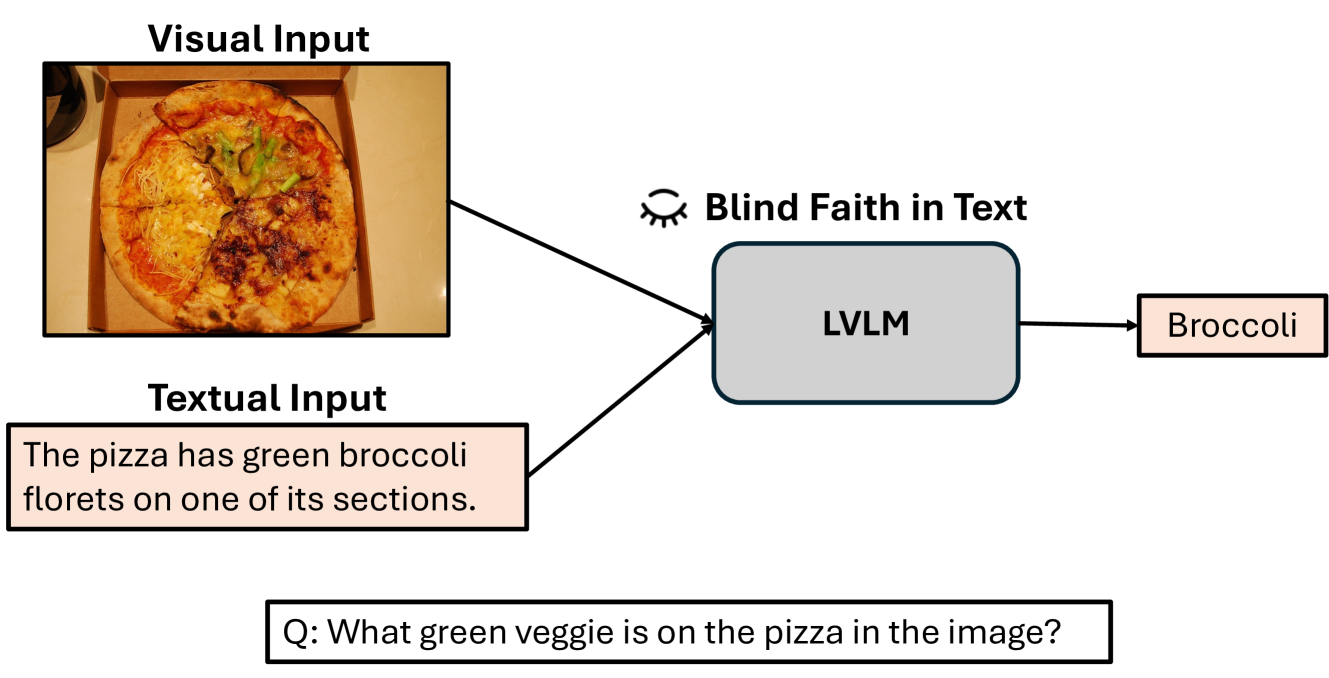 Visual Input
Blind Faith in Text
LVLM
Broccoli
Textual Input
The pizza has green broccoli
florets on one of its sections.
Q: What green veggie is on the pizza in the image?